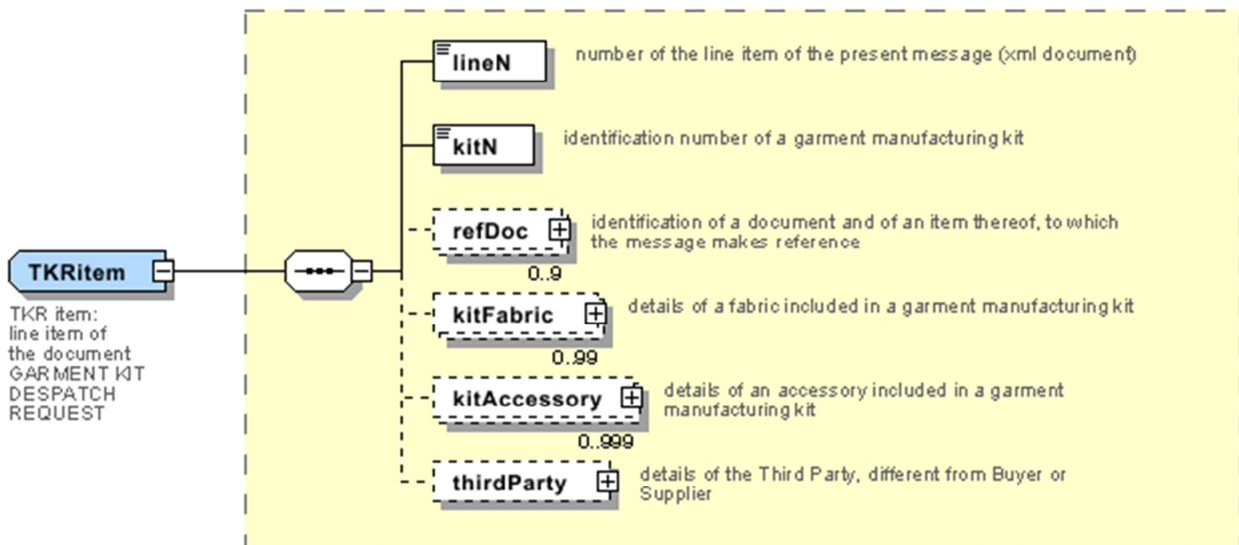 lineN
number of the line item of the present message (xml document)
kitN
identification number of a garment manufacturing kit
refDoc
0..9
identification of a document and of an item thereof, to which
the message makes reference
TKRitem
TKR item:
line item of
the document
GARMENT KIT
DESPATCH
REQUEST
kitFabric
0..99
details of a fabric included in a garment manufacturing kit
kitAccessory
0..999
details of an accessory included in a garment
manufacturing kit
thirdParty
details of the Third Party, different from Buyer or
Supplier